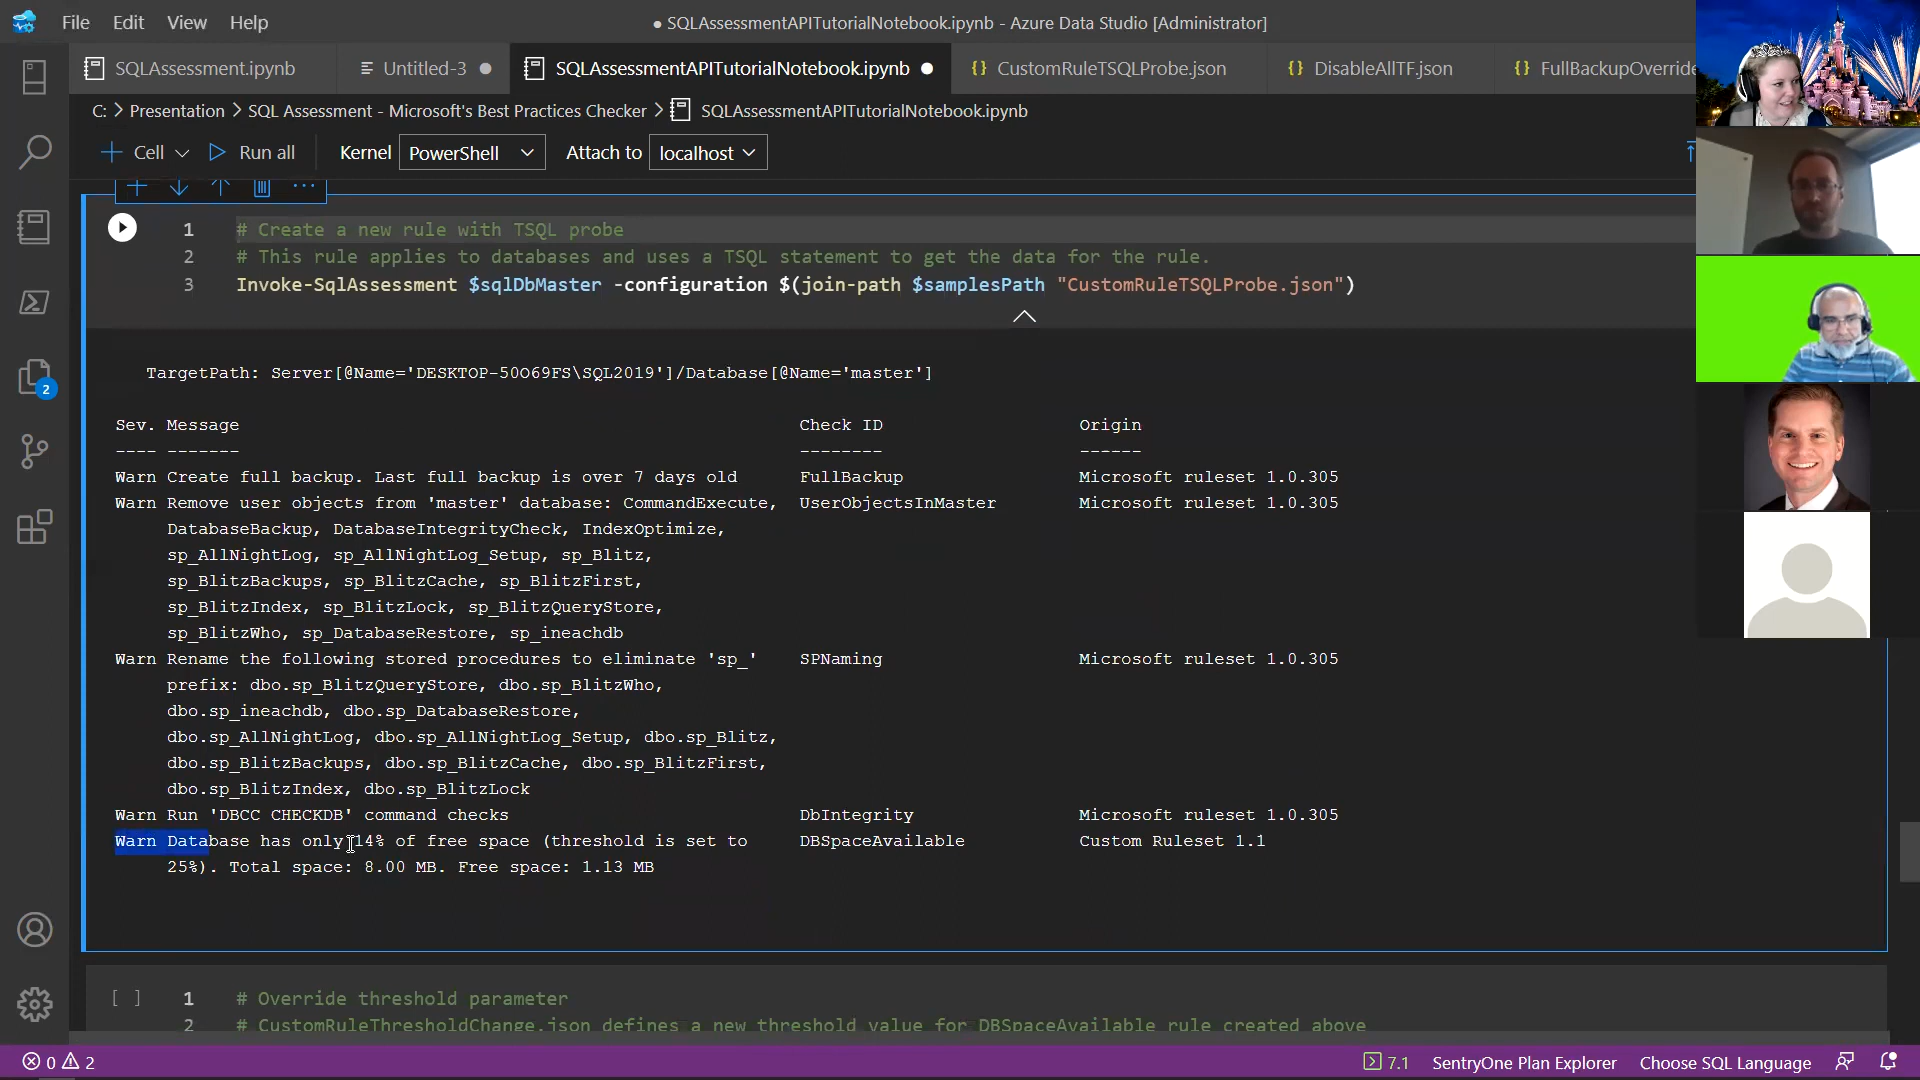 File Edit View Help
● SQLAssessmentAPITutorialNotebook.ipynb - Azure Data Studio [Administrator]
SQLAssessment.ipynb Untitled-3 ● SQLAssessmentAPITutorialNotebook.ipynb ● {} CustomRuleTSQLProbe.json {} DisableAllTF.json {} FullBackupOverride
C: > Presentation > SQL Assessment - Microsoft's Best Practices Checker > SQLAssessmentAPITutorialNotebook.ipynb
+ Cell Run all Kernel PowerShell Attach to localhost
1 # Create a new rule with TSQL probe
2 # This rule applies to databases and uses a TSQL statement to get the data for the rule.
3 Invoke-SqlAssessment $sqlDbMaster -configuration $(join-path $samplesPath "CustomRuleTSQLProbe.json")
TargetPath: Server[@Name='DESKTOP-50O69FS\SQL2019']/Database[@Name='master']
Sev. Message Check ID Origin
---- ------- -------- ------
Warn Create full backup. Last full backup is over 7 days old FullBackup Microsoft ruleset 1.0.305
Warn Remove user objects from 'master' database: CommandExecute, UserObjectsInMaster Microsoft ruleset 1.0.305
DatabaseBackup, DatabaseIntegrityCheck, IndexOptimize,
sp_AllNightLog, sp_AllNightLog_Setup, sp_Blitz,
sp_BlitzBackups, sp_BlitzCache, sp_BlitzFirst,
sp_BlitzIndex, sp_BlitzLock, sp_BlitzQueryStore,
sp_BlitzWho, sp_DatabaseRestore, sp_ineachdb
Warn Rename the following stored procedures to eliminate 'sp_' SPNaming Microsoft ruleset 1.0.305
prefix: dbo.sp_BlitzQueryStore, dbo.sp_BlitzWho,
dbo.sp_ineachdb, dbo.sp_DatabaseRestore,
dbo.sp_AllNightLog, dbo.sp_AllNightLog_Setup, dbo.sp_Blitz,
dbo.sp_BlitzBackups, dbo.sp_BlitzCache, dbo.sp_BlitzFirst,
dbo.sp_BlitzIndex, dbo.sp_BlitzLock
Warn Run 'DBCC CHECKDB' command checks DbIntegrity Microsoft ruleset 1.0.305
Warn Database has only 14% of free space (threshold is set to DBSpaceAvailable Custom Ruleset 1.1
25%). Total space: 8.00 MB. Free space: 1.13 MB
2
[ ] 1 # Override threshold parameter
2 # CustomRuleThresholdChange.json defines a new threshold value for DBSpaceAvailable rule created above
0 2 7.1 SentryOne Plan Explorer Choose SQL Language